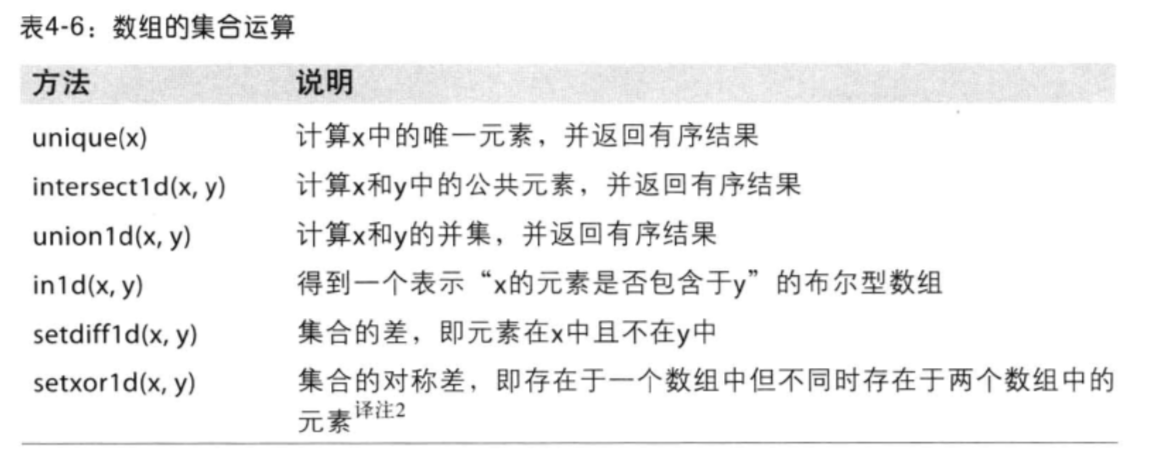 表4-6：数组的集合运算
方法 说明
unique(x) 计算x中的唯一元素，并返回有序结果
intersect1d(x, y) 计算x和y中的公共元素，并返回有序结果
union1d(x, y) 计算x和y的并集，并返回有序结果
in1d(x, y) 得到一个表示“x的元素是否包含于y”的布尔型数组
setdiff1d(x, y) 集合的差，即元素在x中且不在y中
setxor1d(x, y) 集合的对称差，即存在于一个数组中但不同时存在于两个数组中的
元素译注2